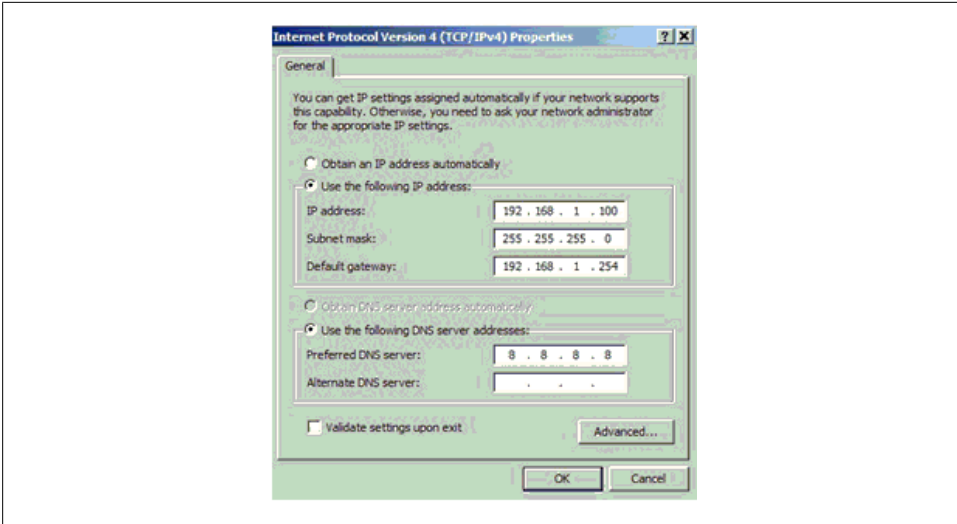 Internet Protocol Version 4 (TCP/IPv4) Properties
General
You can get IP settings assigned automatically if your network supports
this capability. Otherwise, you need to ask your network administrator
for the appropriate IP settings.
Obtain an IP address automatically
Use the following IP address:
IP address: 192 . 168 . 1 . 100
Subnet mask: 255 . 255 . 255 . 0
Default gateway: 192 . 168 . 1 . 254
Obtain DNS server address automatically
Use the following DNS server addresses:
Preferred DNS server: 8 . 8 . 8 . 8
Alternate DNS server: . . .
Validate settings upon exit
Advanced...
OK Cancel